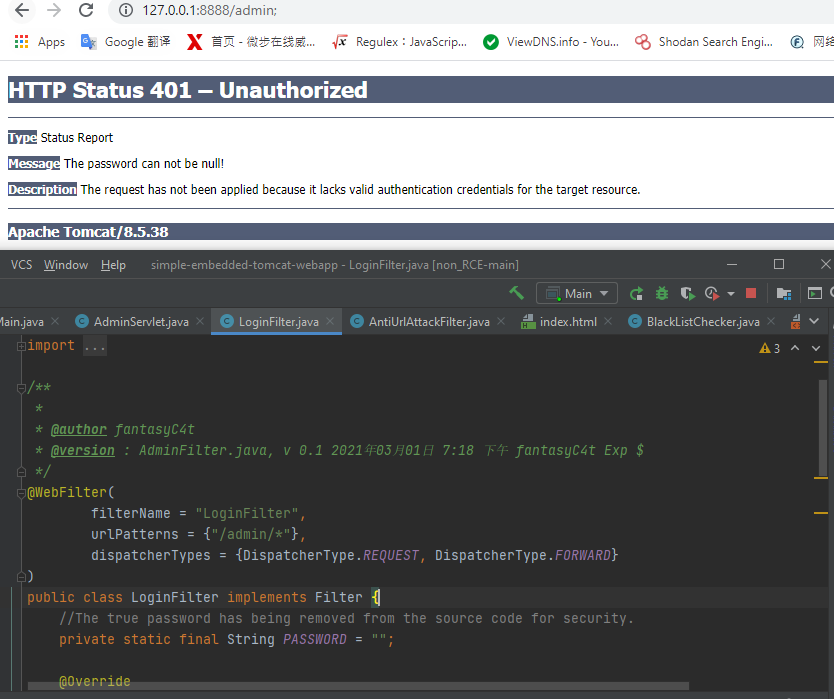 127.0.0.1:8888/admin;
Apps Google 翻译 首页 - 微步在线威... Regulex：JavaScrip... ViewDNS.info - You... Shodan Search Engi... 网络
HTTP Status 401 – Unauthorized
Type Status Report
Message The password can not be null!
Description The request has not been applied because it lacks valid authentication credentials for the target resource.
Apache Tomcat/8.5.38
VCS Window Help simple-embedded-tomcat-webapp - LoginFilter.java [non_RCE-main]
Main
Main.java AdminServlet.java LoginFilter.java AntiUrlAttackFilter.java index.html BlackListChecker.java
import ...
3
/**
*
* @author fantasyC4t
* @version : AdminFilter.java, v 0.1 2021年03月01日 7:18 下午 fantasyC4t Exp $
*/
@WebFilter(
filterName = "LoginFilter",
urlPatterns = {"/admin/*"},
dispatcherTypes = {DispatcherType.REQUEST, DispatcherType.FORWARD}
)
public class LoginFilter implements Filter {
//The true password has being removed from the source code for security.
private static final String PASSWORD = "";
@Override